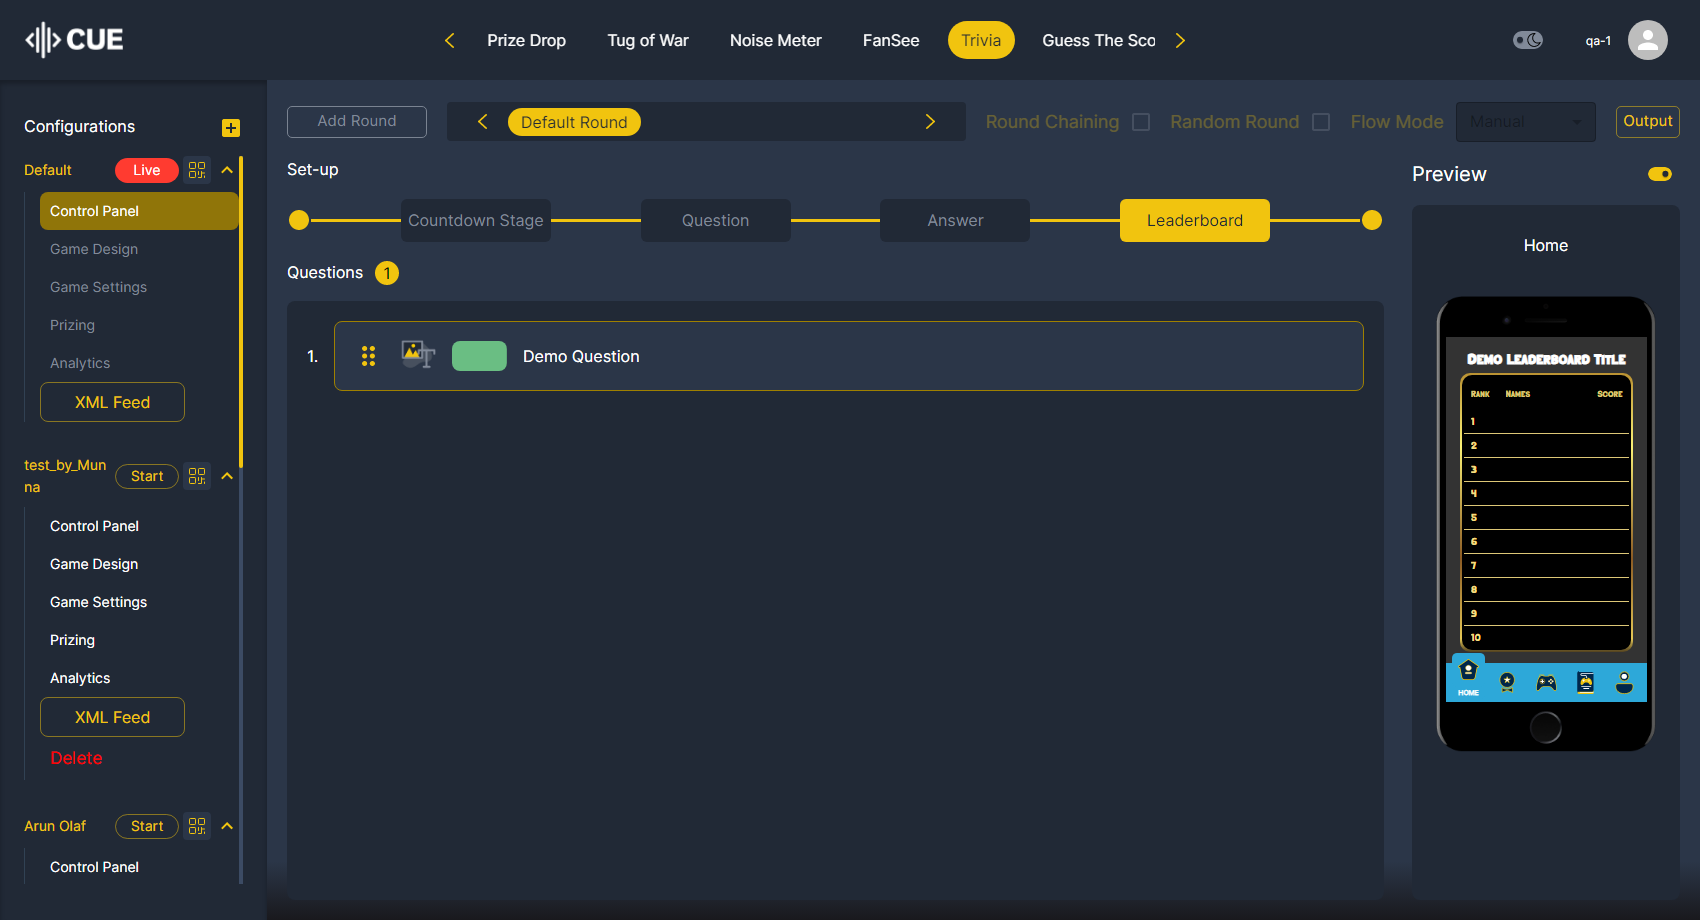 CUE
Prize Drop
Tug of War
Noise Meter
FanSee
Trivia
Guess The Sco
qa-1
Configurations
Default
Live
Control Panel
Game Design
Game Settings
Prizing
Analytics
XML Feed
test_by_Mun
na
Start
Control Panel
Game Design
Game Settings
Prizing
Analytics
XML Feed
Delete
Arun Olaf
Start
Control Panel
Add Round
Default Round
Round Chaining
Random Round
Flow Mode
Manual
Output
Set-up
Countdown Stage
Question
Answer
Leaderboard
Questions 1
1.
T
Demo Question
Preview
Home
Demo Leaderboard Title
Rank Names Score
1
2
3
4
5
6
7
8
9
10
HOME